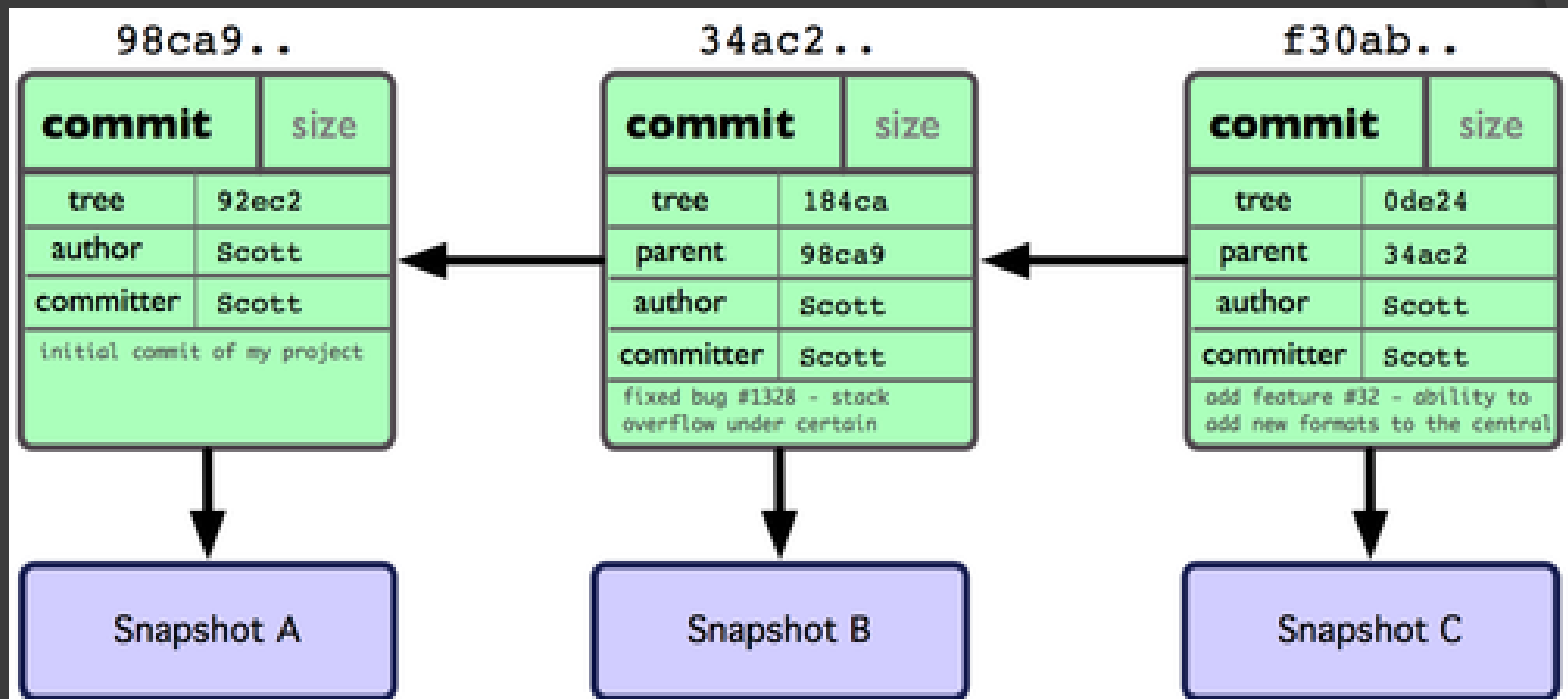 98ca9..
commit size
tree 92ec2
author Scott
committer Scott
initial commit of my project
Snapshot A
34ac2..
commit size
tree 184ca
parent 98ca9
author Scott
committer Scott
fixed bug #1328 - stack
overflow under certain
Snapshot B
f30ab..
commit size
tree 0de24
parent 34ac2
author Scott
committer Scott
add feature #32 - ability to
add new formats to the central
Snapshot C